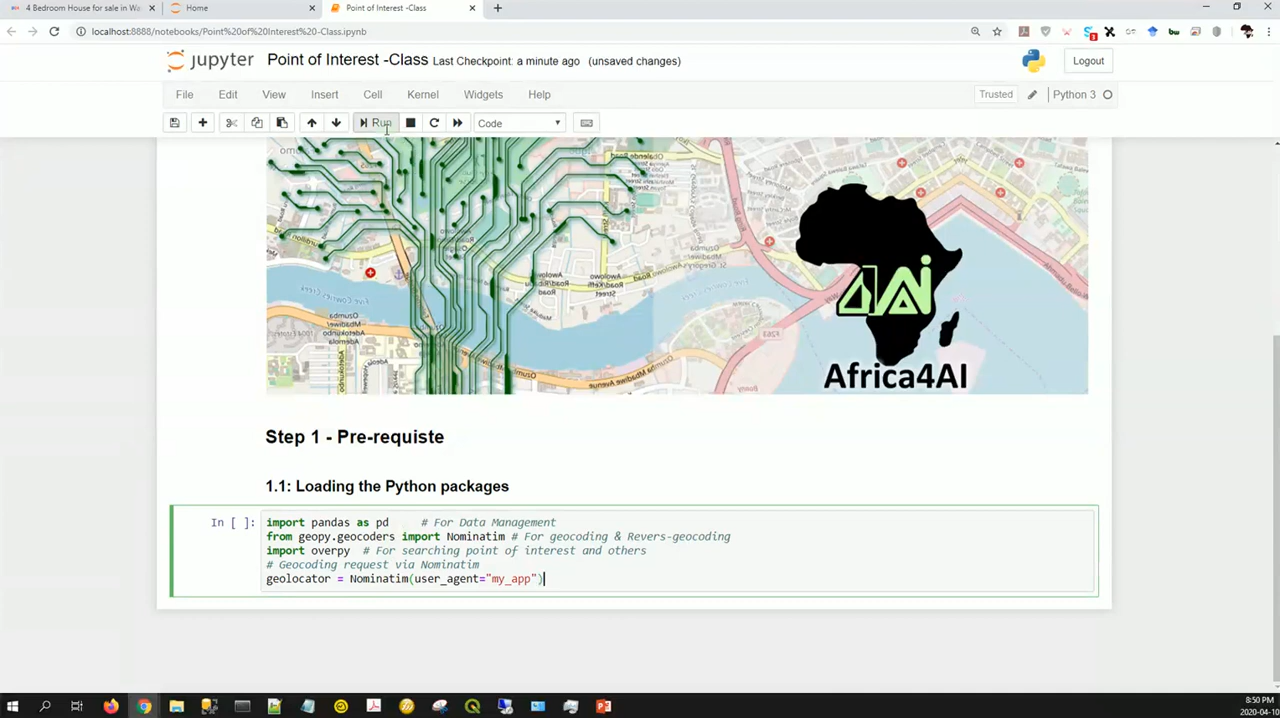 4 Bedroom House for sale in Wa
Home
Point of Interest -Class
localhost:8888/notebooks/Point%20of%20Interest%20-Class.ipynb
jupyter
Point of Interest -Class Last Checkpoint: a minute ago (unsaved changes)
Logout
File Edit View Insert Cell Kernel Widgets Help
Trusted
Python 3
Run
Code
4Ai
Africa4AI
Step 1 - Pre-requiste
1.1: Loading the Python packages
In [ ]:
import pandas as pd # For Data Management
from geopy.geocoders import Nominatim # For geocoding & Revers-geocoding
import overpy # For searching point of interest and others
# Geocoding request via Nominatim
geolocator = Nominatim(user_agent="my_app")
8:50 PM
2020-04-10